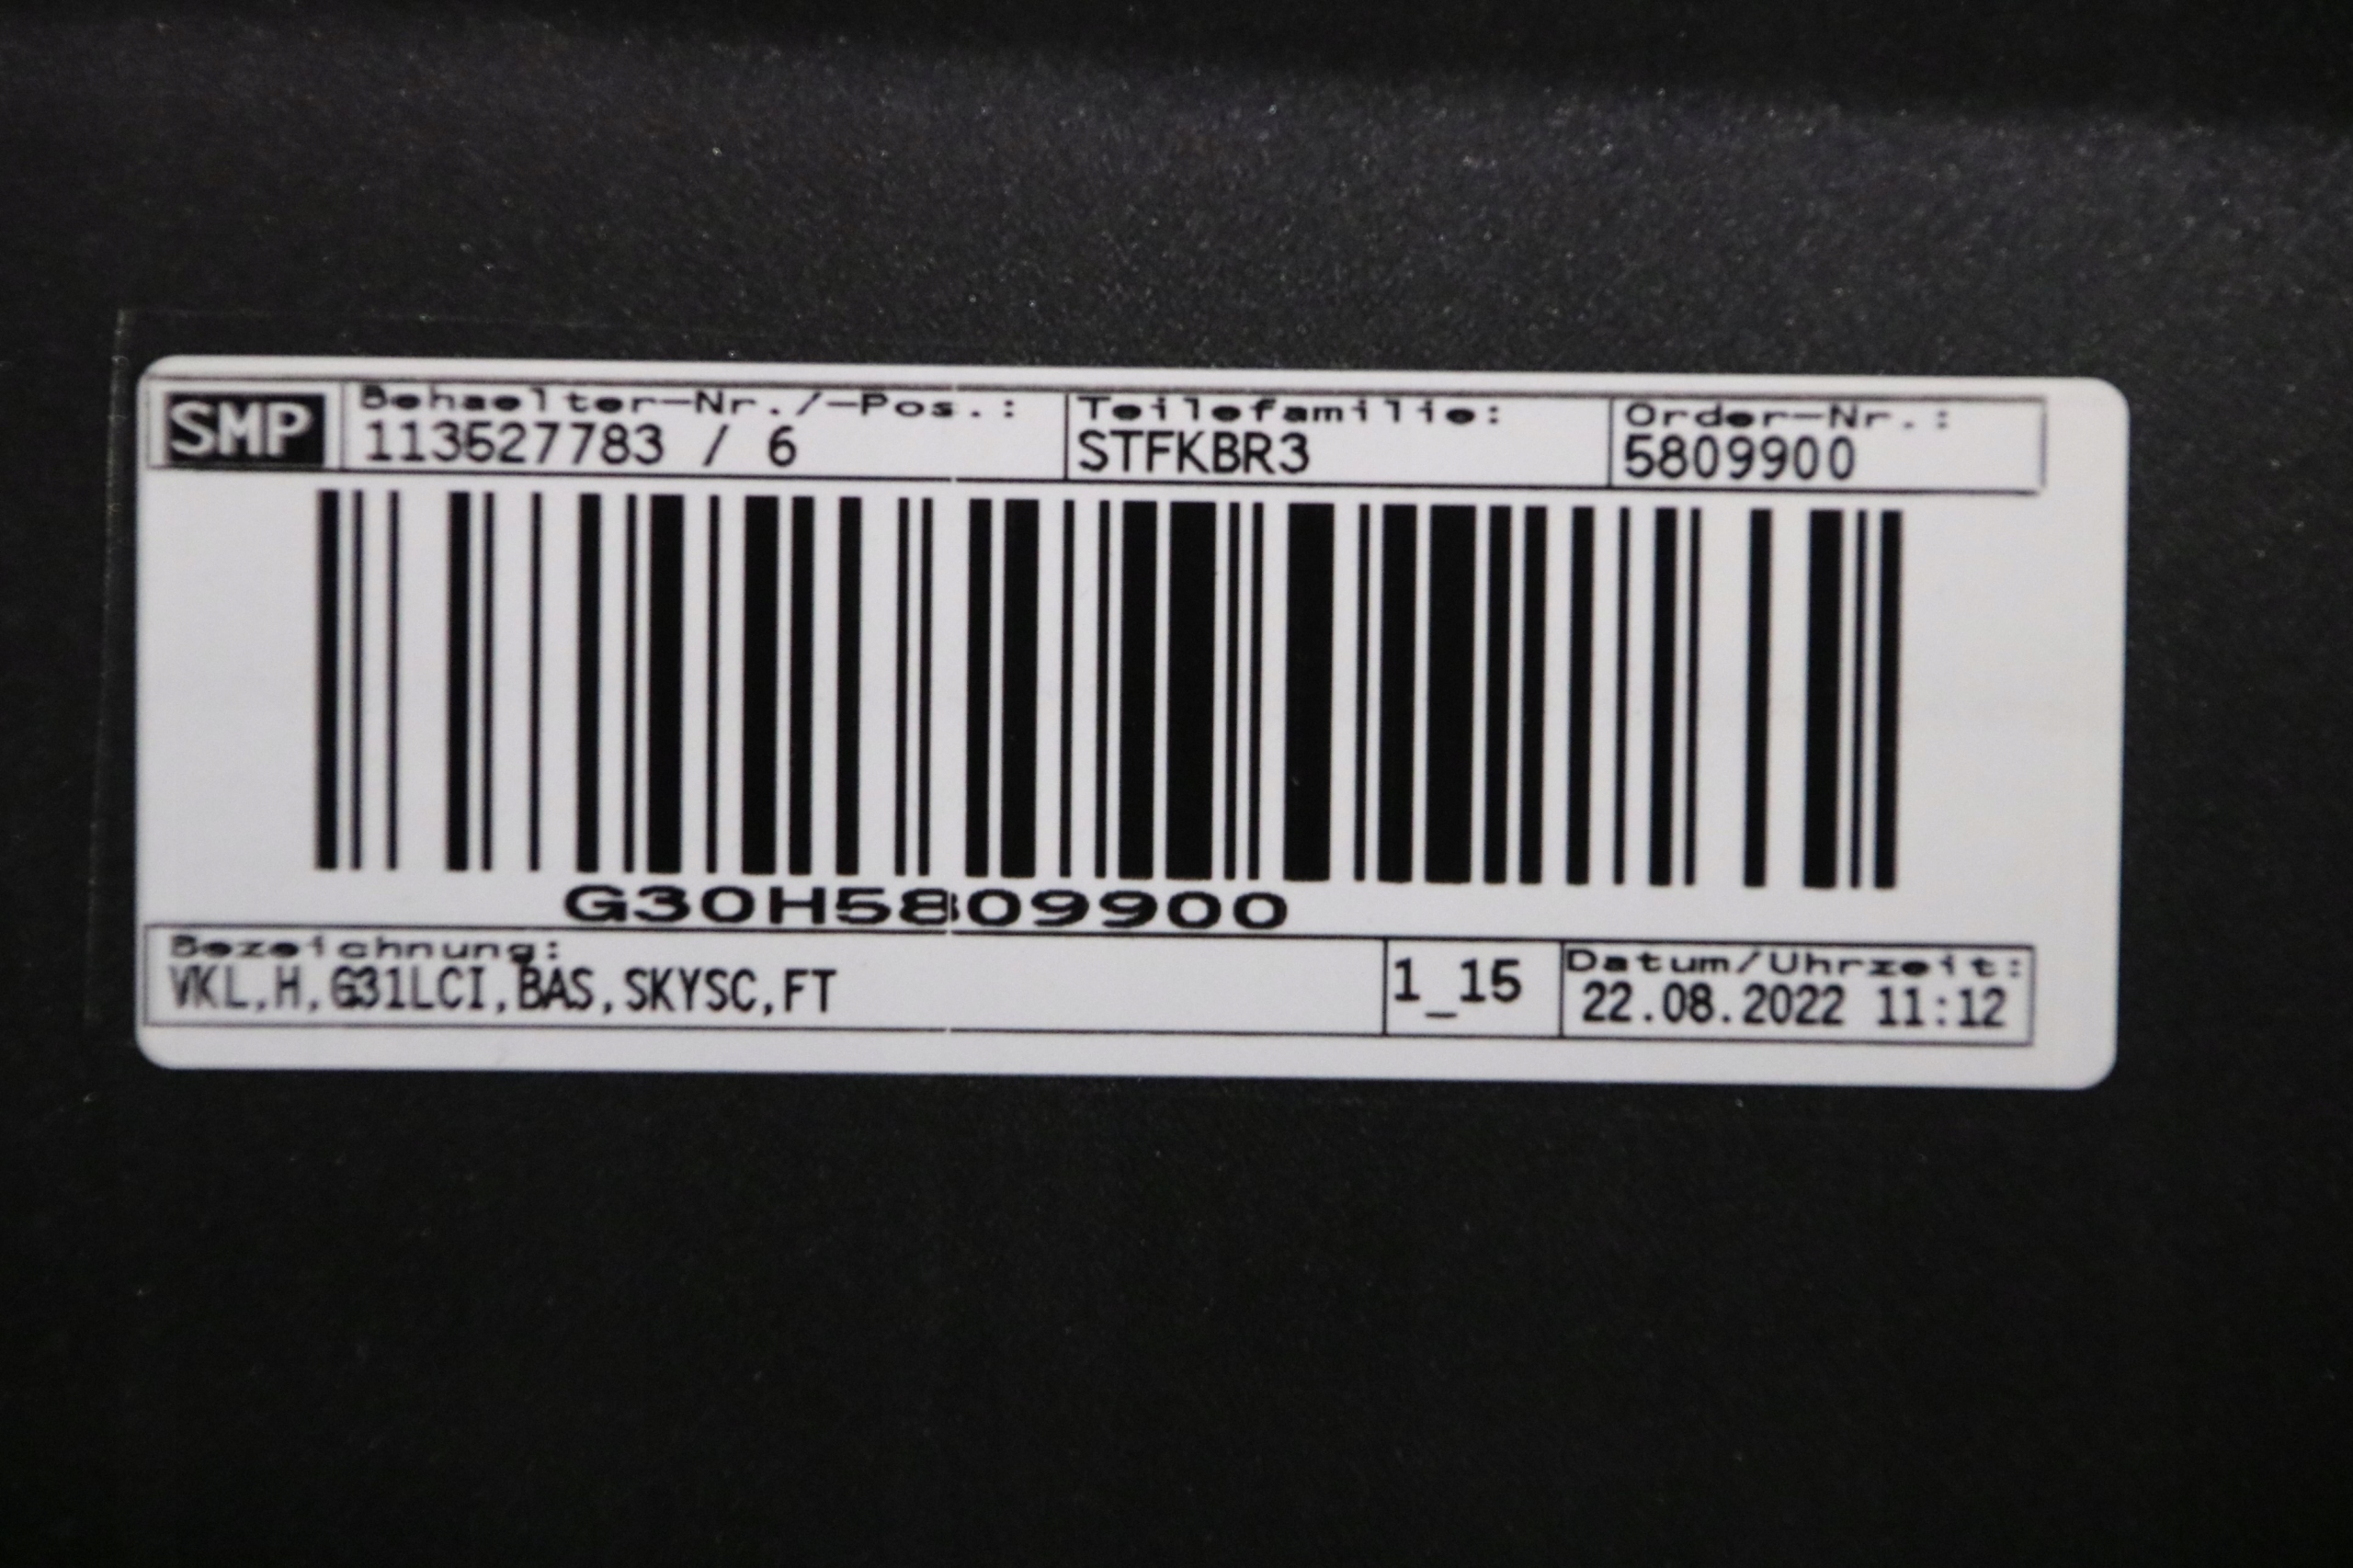 SMP
Behaelter-Nr./-Pos.:
113527783 / 6
Teilefamilie:
STFKBR3
Order-Nr.:
5809900
G30H5809900
Bezeichnung:
VKL,H,G31LCI,BAS,SKYSC,FT
1_15
Datum/Uhrzeit:
22.08.2022 11:12